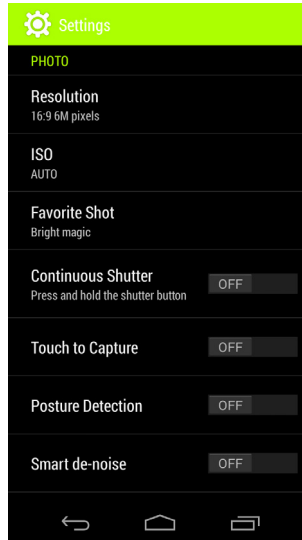 Settings
PHOTO
Resolution
16:9 6M pixels
ISO
AUTO
Favorite Shot
Bright magic
Continuous Shutter
Press and hold the shutter button
OFF
Touch to Capture
OFF
Posture Detection
OFF
Smart de-noise
OFF